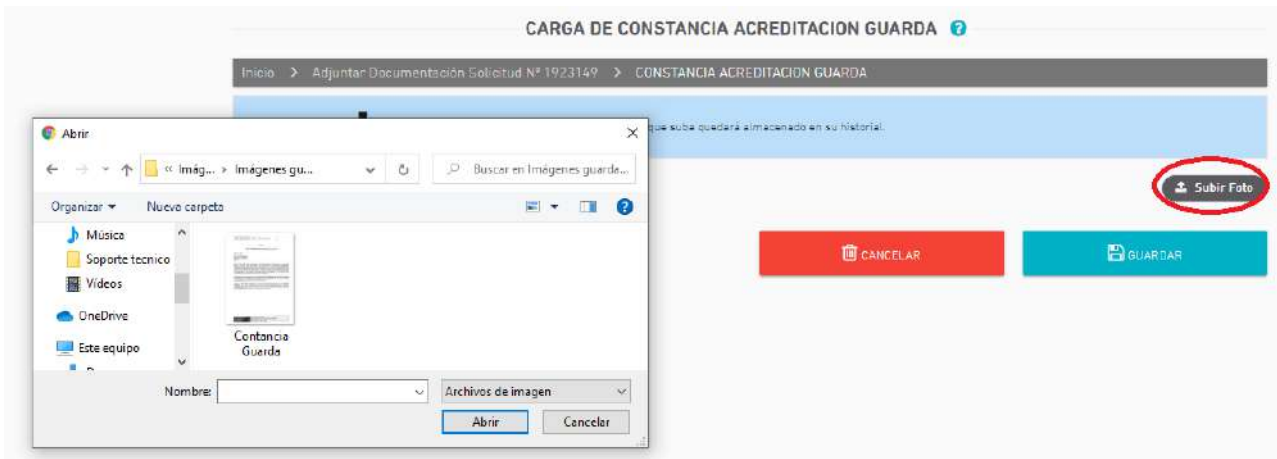 CARGA DE CONSTANCIA ACREDITACION GUARDA ?
Inicio > Adjuntar Documentación Solicitud Nº 1923149 > CONSTANCIA ACREDITACION GUARDA
que suba quedará almacenado en su historial.
Subir Foto
CANCELAR
GUARDAR
Abrir
« Imág... > Imágenes gu...
Buscar en Imágenes guarda...
Organizar
Nueva carpeta
Música
Soporte tecnico
Vídeos
OneDrive
Este equipo
Contancia
Guarda
Nombre:
Archivos de imagen
Abrir
Cancelar